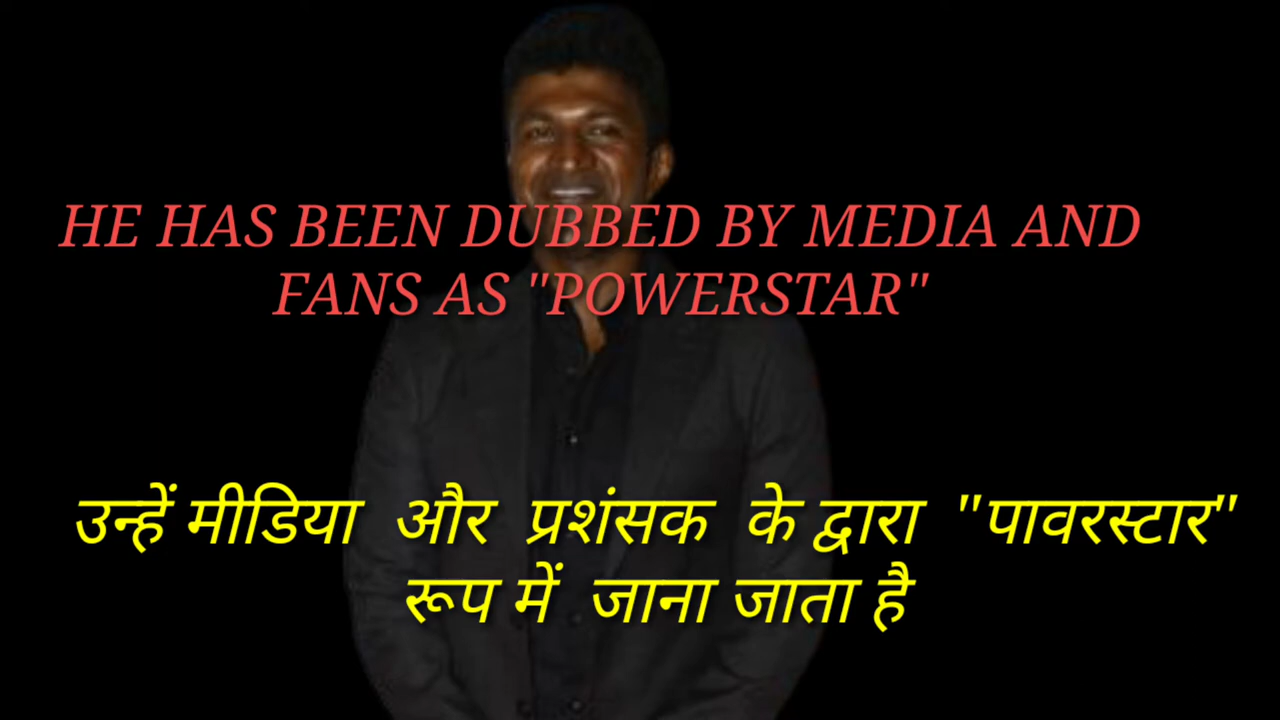 HE HAS BEEN DUBBED BY MEDIA AND
FANS AS "POWERSTAR"
उन्हें मीडिया और प्रशंसक के द्वारा "पावरस्टार"
रूप में जाना जाता है